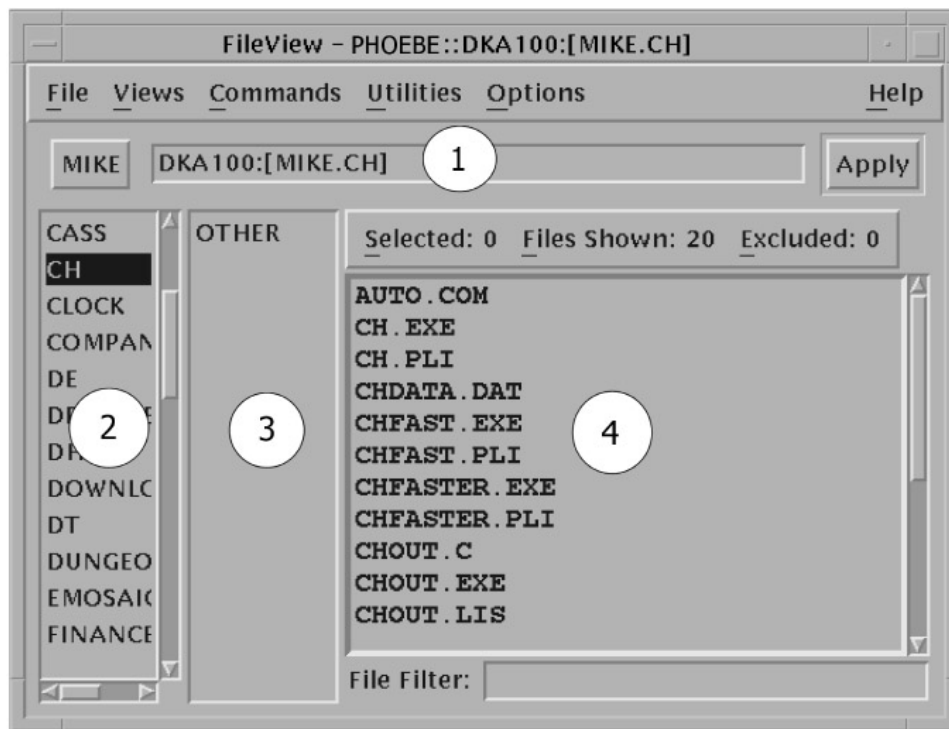 FileView - PHOEBE::DKA100:[MIKE.CH]
File Views Commands Utilities Options Help
MIKE DKA100:[MIKE.CH] 1 Apply
CASS
CH
CLOCK
COMPAN
DE
DT
DOWNLC
DUNGEO
EMOSAIC
FINANCE
2
OTHER
3
Selected: 0 Files Shown: 20 Excluded: 0
AUTO.COM
CH.EXE
CH.PLI
CHDATA.DAT
CHFAST.EXE
CHFAST.PLI
CHFASTER.EXE
CHFASTER.PLI
CHOUT.C
CHOUT.EXE
CHOUT.LIS
4
File Filter: